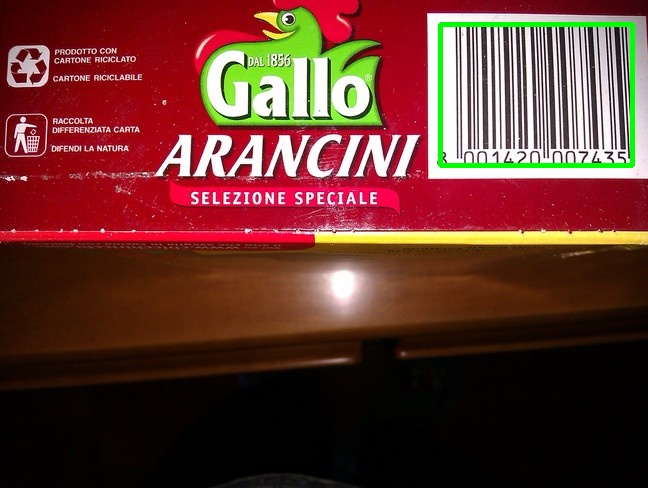 PRODOTTO CON
CARTONE RICICLATO
CARTONE RICICLABILE
RACCOLTA
DIFFERENZIATA CARTA
DIFENDI LA NATURA
DAL 1856
Gallo®
ARANCINI
SELEZIONE SPECIALE
8 001420 007435